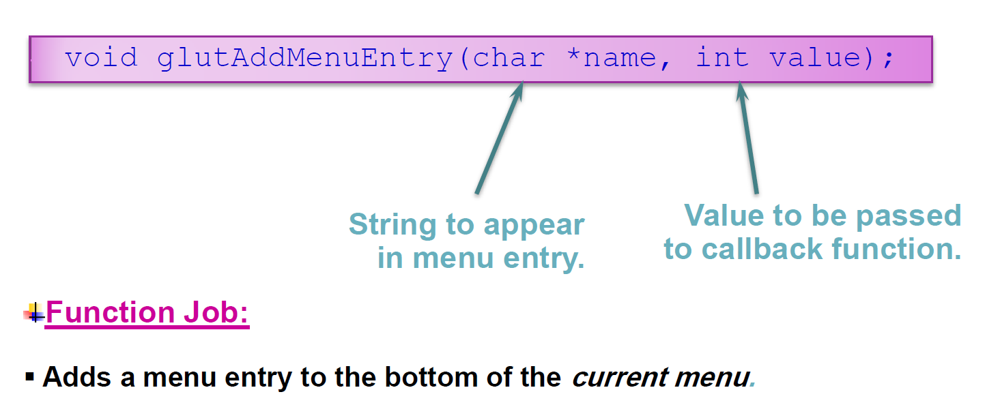 void glutAddMenuEntry(char *name, int value);
String to appear
in menu entry.
Value to be passed
to callback function.
Function Job:
▪ Adds a menu entry to the bottom of the current menu.